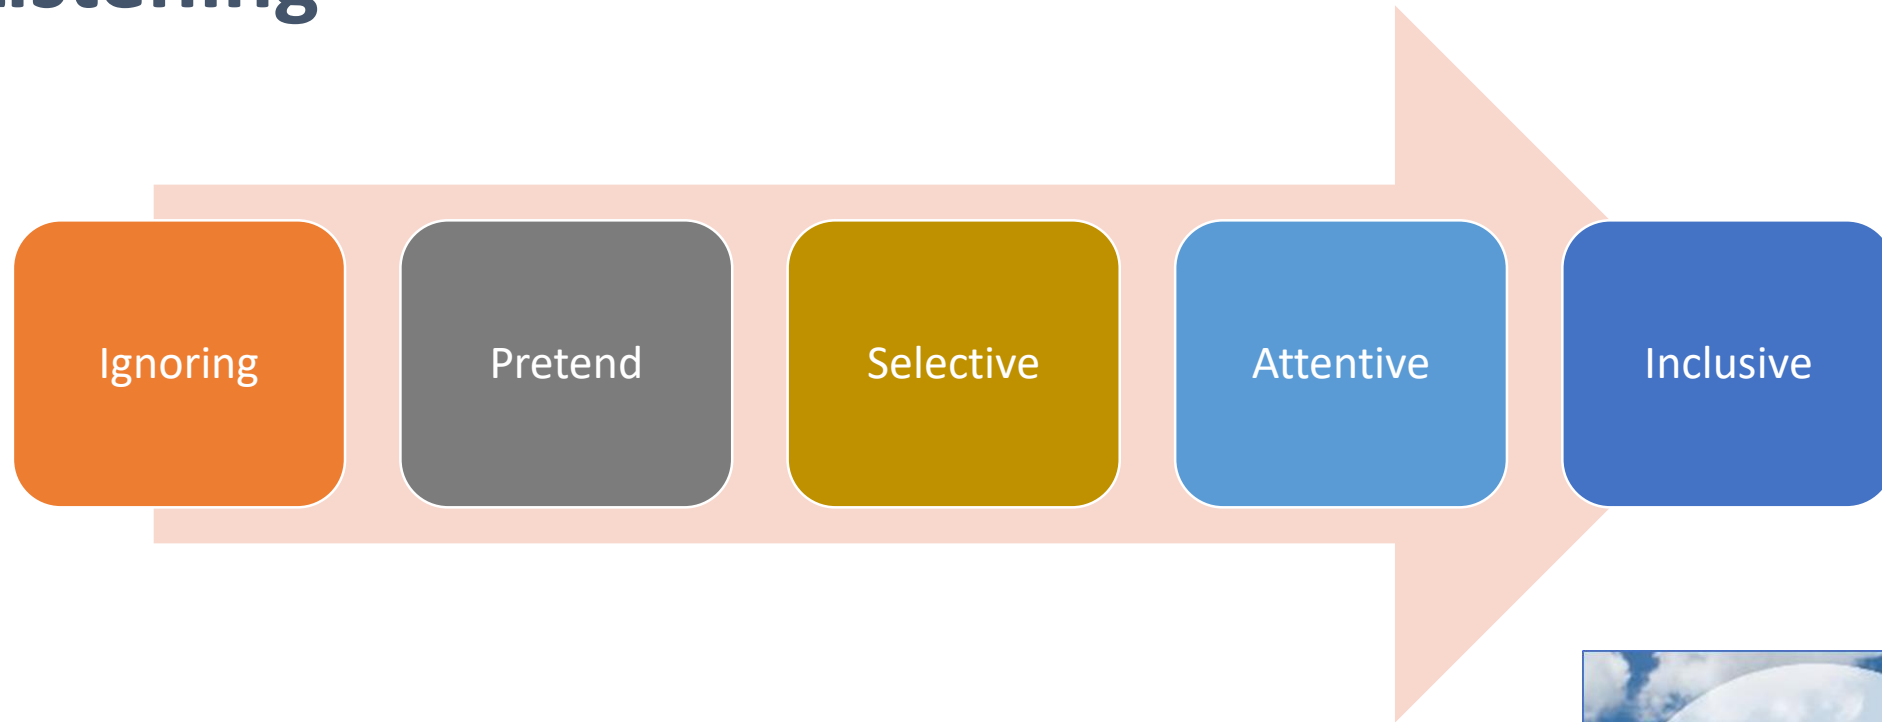 Ignoring
Pretend
Selective
Attentive
Inclusive